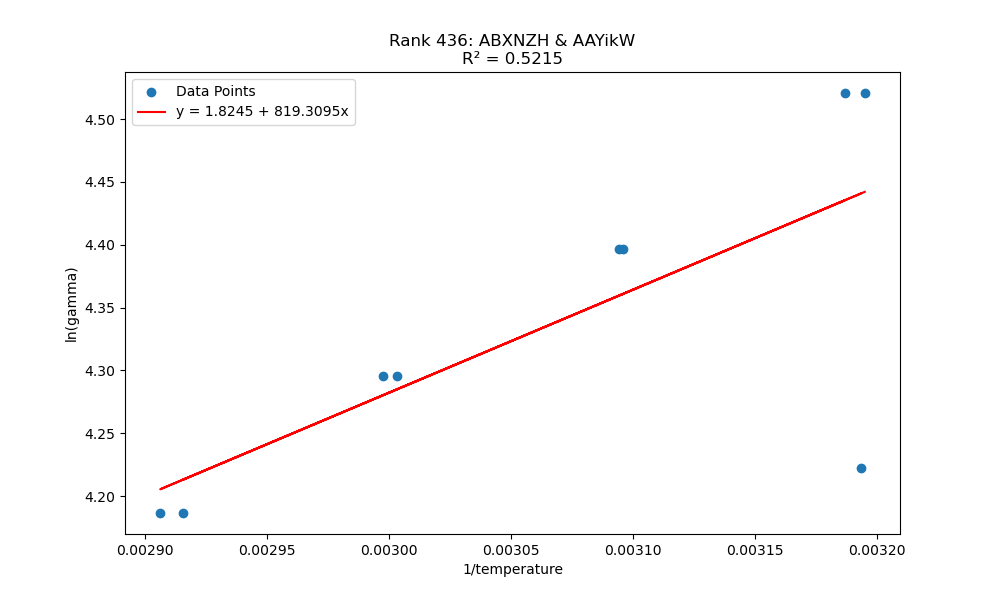 Rank 436: ABXNZH & AAYikW
R² = 0.5215
Data Points
y = 1.8245 + 819.3095x
ln(gamma)
4.50
4.45
4.40
4.35
4.30
4.25
4.20
0.00290 0.00295 0.00300 0.00305 0.00310 0.00315 0.00320
1/temperature